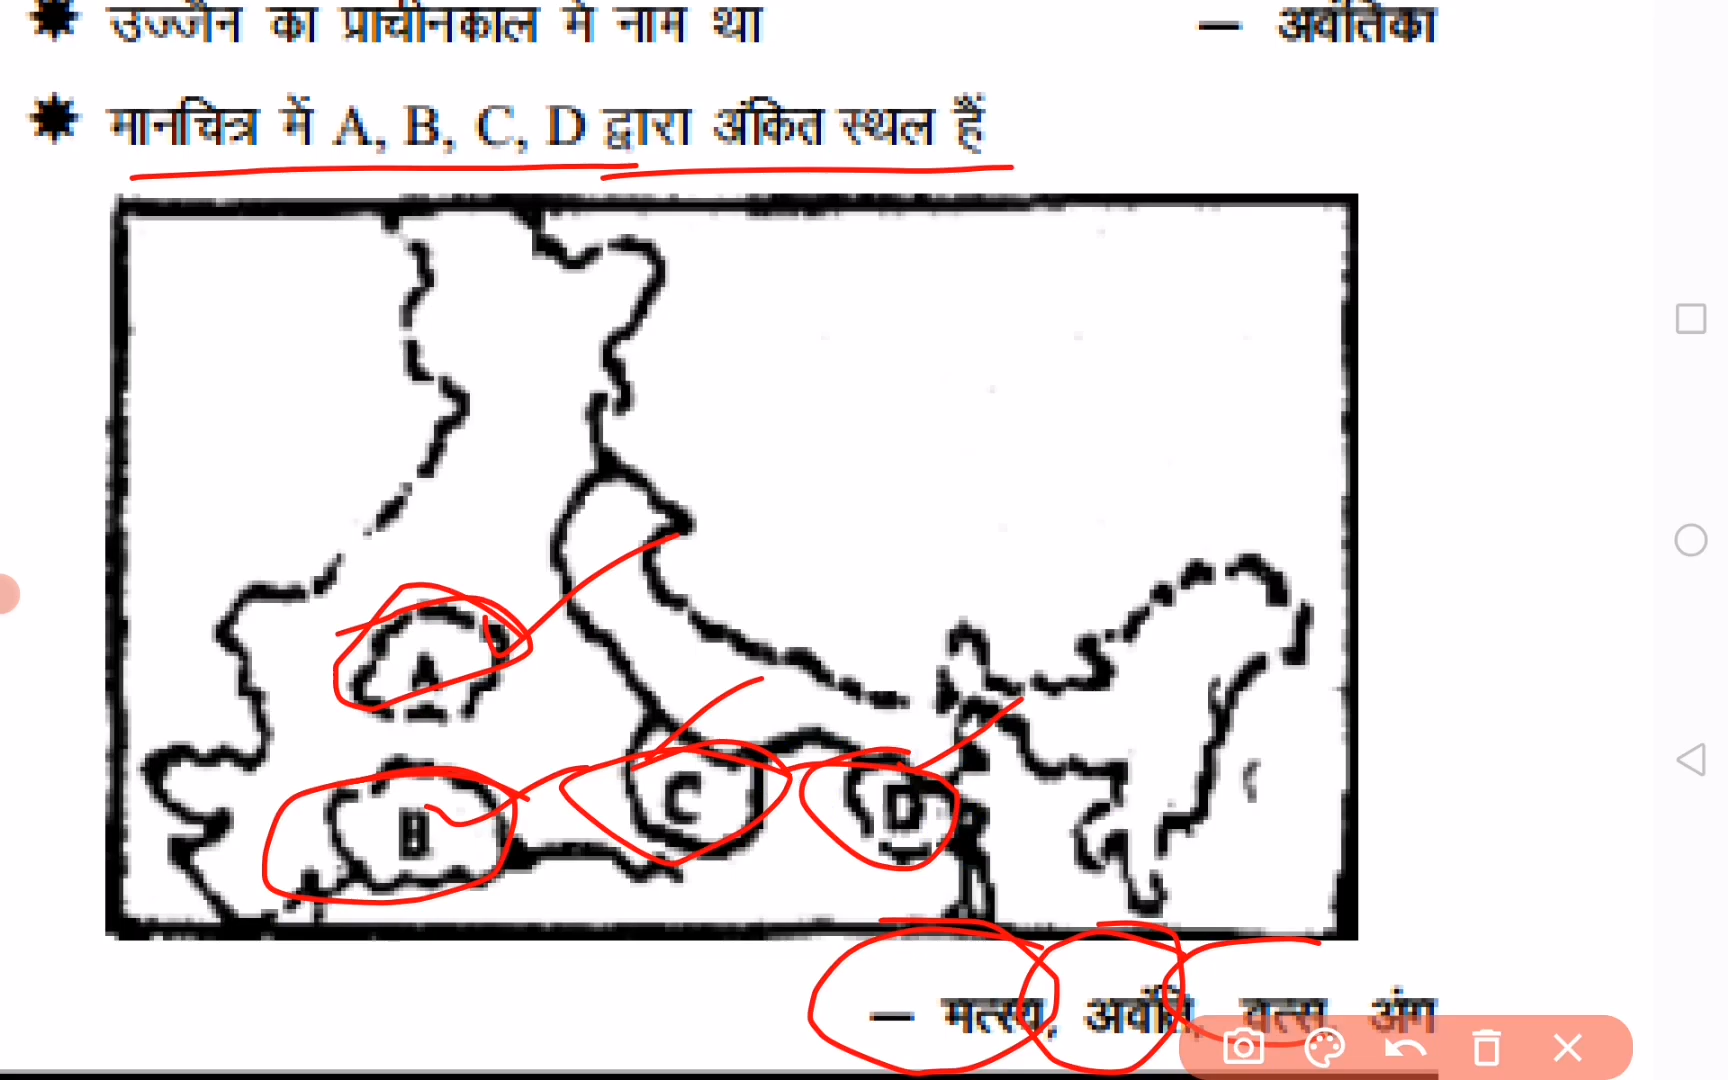 ✷ उज्जैन का प्राचीनकाल में नाम था — अवंतिका
✷ मानचित्र में A, B, C, D द्वारा अंकित स्थल हैं
A
B
C
D
— मत्स्य, अवंति, वत्स, अंग